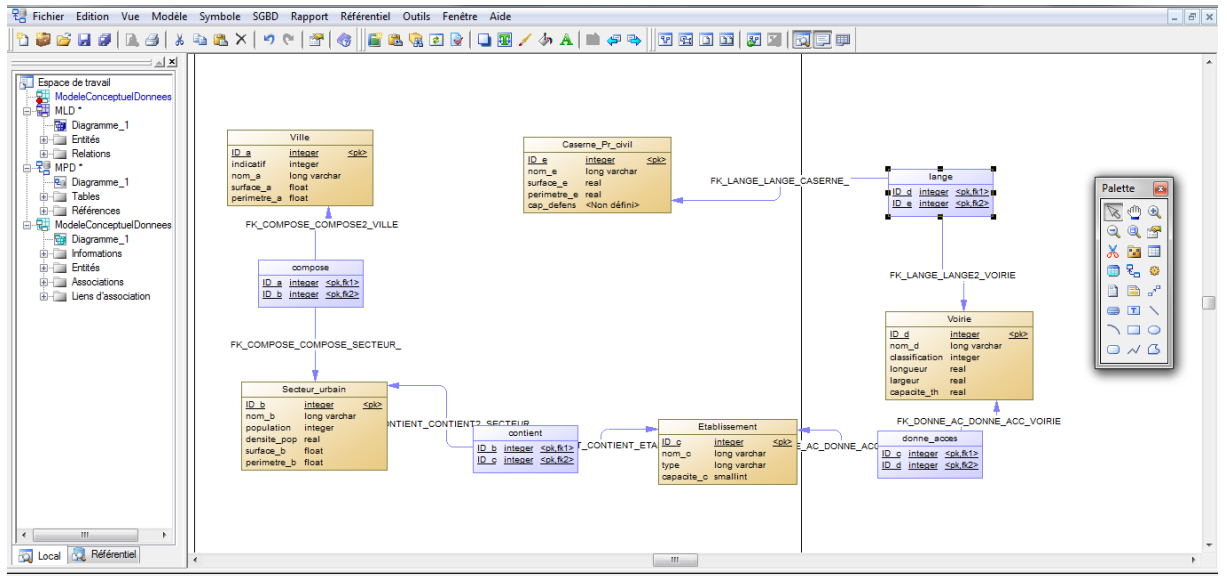 Fichier Edition Vue Modèle Symbole SGBD Rapport Référentiel Outils Fenêtre Aide
Espace de travail
ModeleConceptuelDonnees
MLD *
Diagramme_1
Entités
Relations
MPD *
Diagramme_1
Tables
Références
ModeleConceptuelDonnees
Diagramme_1
Informations
Entités
Associations
Liens d'association
Local Référentiel
Ville
ID_a integer <pk>
indicatif integer
nom_a long varchar
surface_a float
perimetre_a float
FK_COMPOSE_COMPOSE2_VILLE
compose
ID_a integer <pk,fk1>
ID_b integer <pk,fk2>
FK_COMPOSE_COMPOSE_SECTEUR_
Secteur_urbain
ID_b integer <pk>
nom_b long varchar
population integer
densite_pop real
surface_b float
perimetre_b float
ONTIENT_CONTIENT2_SECTEUR_
contient
ID_b integer <pk,fk1>
ID_c integer <pk,fk2>
T_CONTIENT_ETA
Etablissement
ID_c integer <pk>
nom_c long varchar
type long varchar
capacite_c smallint
E_AC_DONNE_ACC
donne_acces
ID_c integer <pk,fk1>
ID_d integer <pk,fk2>
FK_DONNE_AC_DONNE_ACC_VOIRIE
Voirie
ID_d integer <pk>
nom_d long varchar
classification integer
longueur real
largeur real
capacite_th real
FK_LANGE_LANGE2_VOIRIE
lange
ID_d integer <pk,fk1>
ID_e integer <pk,fk2>
FK_LANGE_LANGE_CASERNE_
Caserne_Pr_civil
ID_e integer <pk>
nom_e long varchar
surface_e real
perimetre_e real
cap_defens <Non défini>
Palette